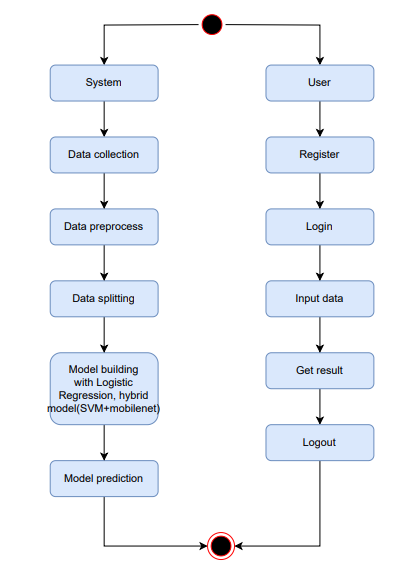 System
Data collection
Data preprocess
Data splitting
Model building
with Logistic
Regression, hybrid
model(SVM+mobilenet)
Model prediction
User
Register
Login
Input data
Get result
Logout